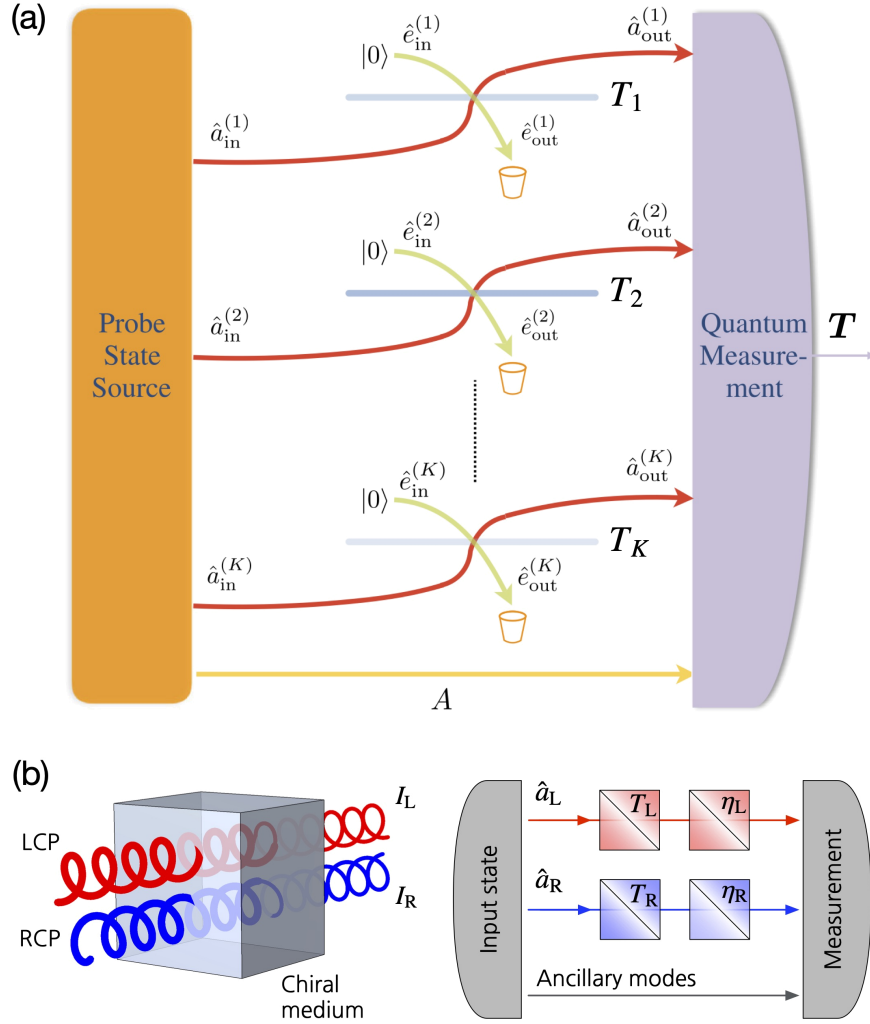 (a)
|0⟩ ê_in^(1)
â_out^(1)
T_1
â_in^(1)
ê_out^(1)
|0⟩ ê_in^(2)
â_out^(2)
T_2
â_in^(2)
ê_out^(2)
Probe
State
Source
Quantum
Measure-
ment
T
|0⟩ ê_in^(K)
â_out^(K)
T_K
â_in^(K)
ê_out^(K)
A
(b)
LCP
RCP
I_L
I_R
Chiral
medium
Input state
â_L
T_L
η_L
â_R
T_R
η_R
Ancillary modes
Measurement